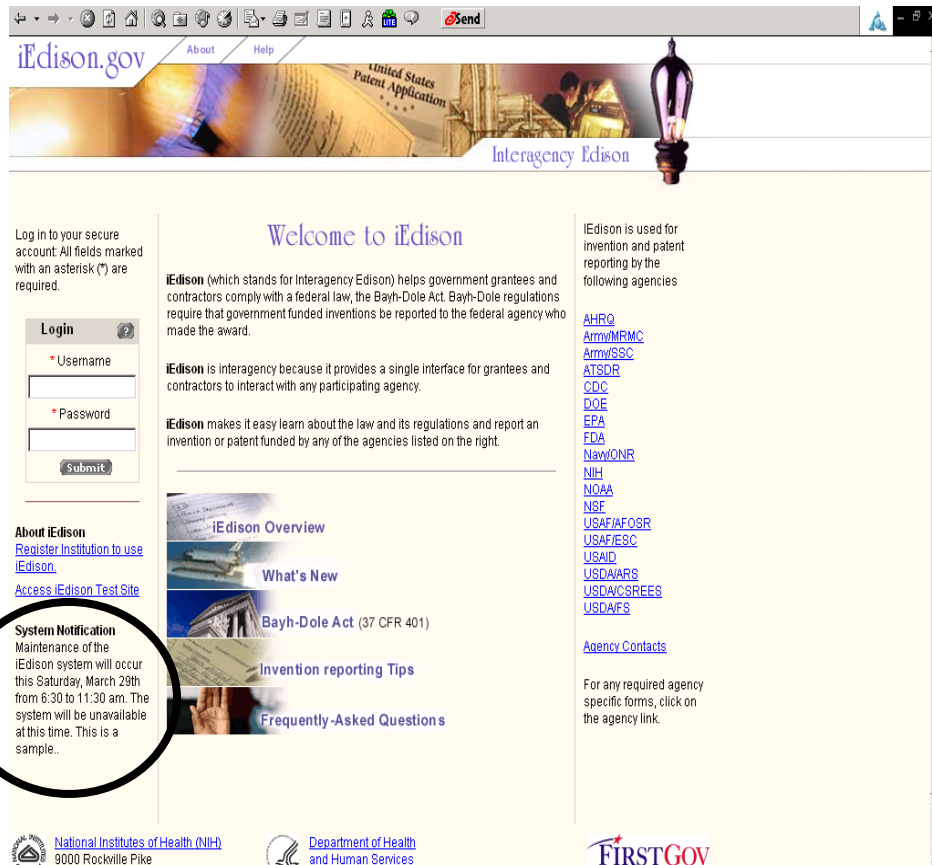 Send
LITE
iEdison.gov
About
Help
United States
Patent Application
Interagency Edison
Log in to your secure
account. All fields marked
with an asterisk (*) are
required.
Login
* Username
* Password
Submit
About iEdison
Register Institution to use
iEdison.
Access iEdison Test Site
System Notification
Maintenance of the
iEdison system will occur
this Saturday, March 29th
from 6:30 to 11:30 am. The
system will be unavailable
at this time. This is a
sample..
Welcome to iEdison
iEdison (which stands for Interagency Edison) helps government grantees and
contractors comply with a federal law, the Bayh-Dole Act. Bayh-Dole regulations
require that government funded inventions be reported to the federal agency who
made the award.
iEdison is interagency because it provides a single interface for grantees and
contractors to interact with any participating agency.
iEdison makes it easy learn about the law and its regulations and report an
invention or patent funded by any of the agencies listed on the right.
iEdison Overview
What's New
Bayh-Dole Act (37 CFR 401)
Invention reporting Tips
Frequently-Asked Questions
IEdison is used for
invention and patent
reporting by the
following agencies
AHRQ
Army/MRMC
Army/SSC
ATSDR
CDC
DOE
EPA
FDA
Navy/ONR
NIH
NOAA
NSF
USAF/AFOSR
USAF/ESC
USAID
USDA/ARS
USDA/CSREES
USDA/FS
Agency Contacts
For any required agency
specific forms, click on
the agency link.
National Institutes of Health (NIH)
9000 Rockville Pike
Department of Health
and Human Services
FIRSTGOV